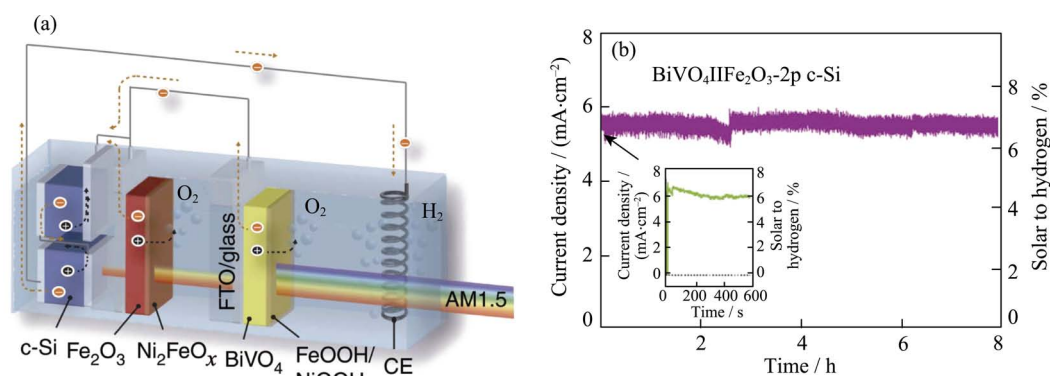 (a)
O₂
O₂
H₂
FTO/glass
AM1.5
c-Si Fe₂O₃ Ni₂FeOₓ BiVO₄ FeOOH/ CE
NiOOH
(b)
BiVO₄IIFe₂O₃-2p c-Si
Current density / (mA·cm⁻²)
8
6
4
2
0
2 4 6 8
Time / h
Solar to hydrogen / %
8
6
4
2
0
Current density /
(mA·cm⁻²)
8
6
4
2
0
0 200 400 600
Time / s
Solar to
hydrogen / %
8
6
4
2
0